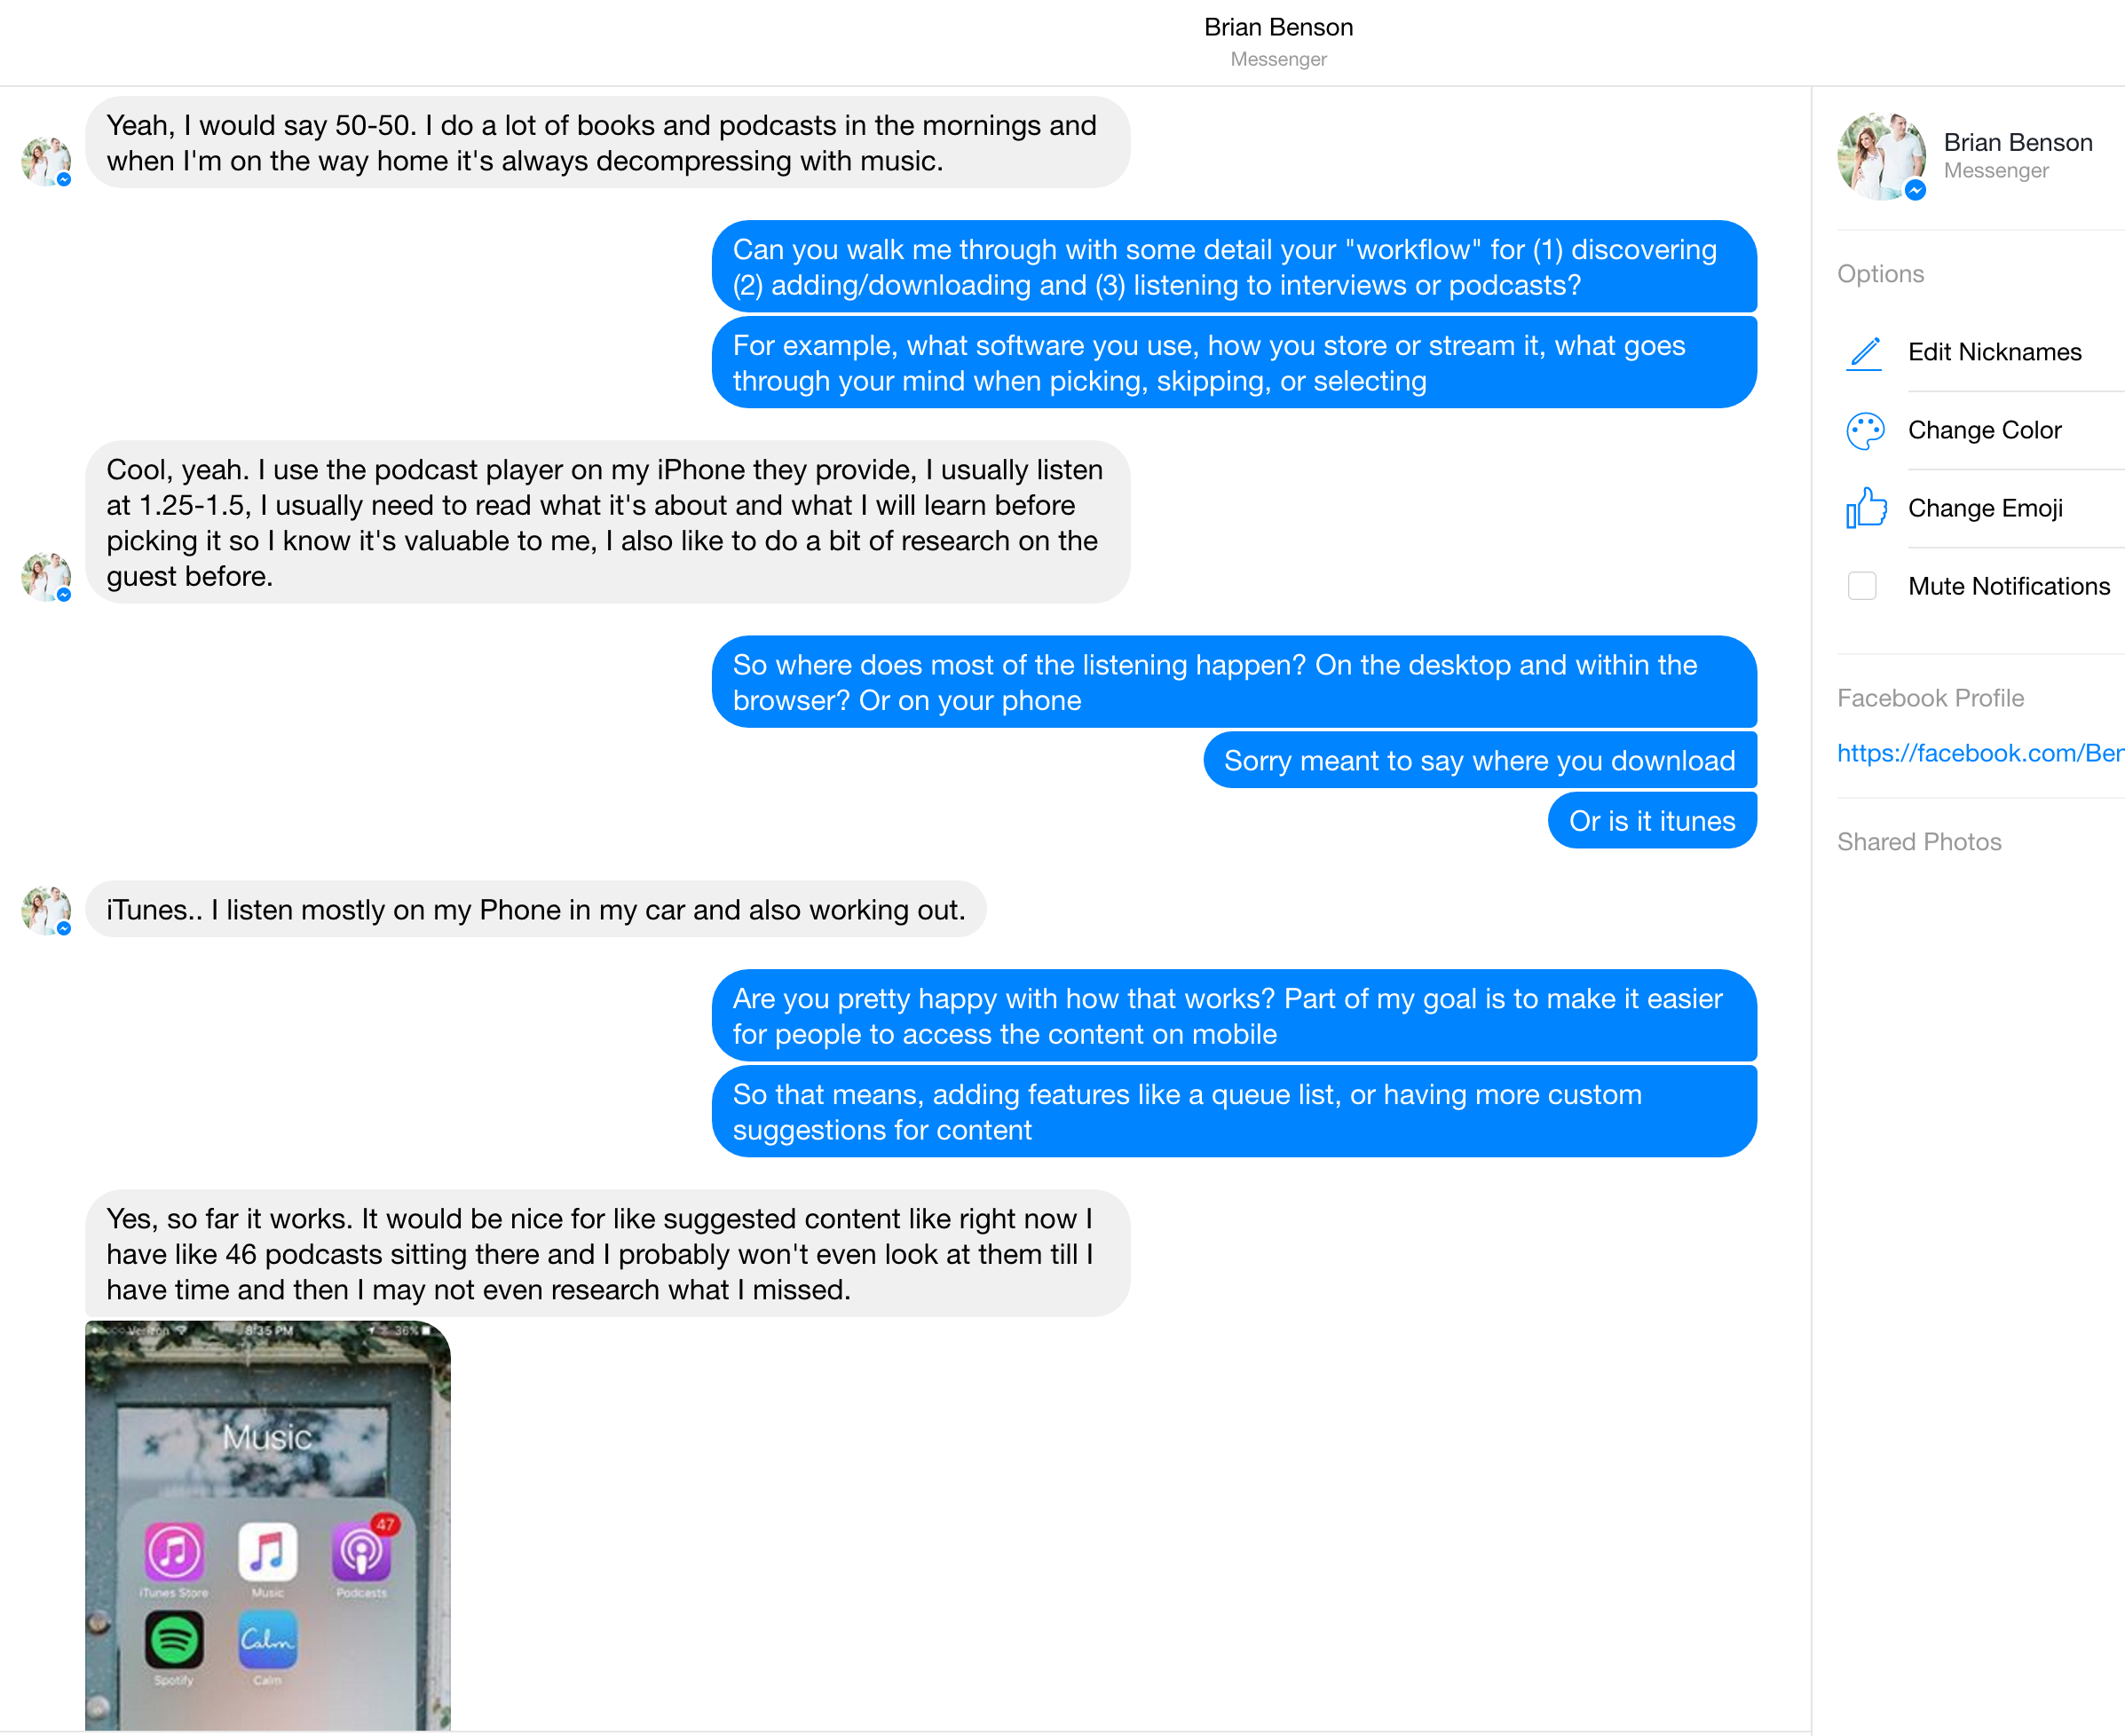 Brian Benson
Messenger
Yeah, I would say 50-50. I do a lot of books and podcasts in the mornings and
when I'm on the way home it's always decompressing with music.
Can you walk me through with some detail your "workflow" for (1) discovering
(2) adding/downloading and (3) listening to interviews or podcasts?
For example, what software you use, how you store or stream it, what goes
through your mind when picking, skipping, or selecting
Cool, yeah. I use the podcast player on my iPhone they provide, I usually listen
at 1.25-1.5, I usually need to read what it's about and what I will learn before
picking it so I know it's valuable to me, I also like to do a bit of research on the
guest before.
So where does most of the listening happen? On the desktop and within the
browser? Or on your phone
Sorry meant to say where you download
Or is it itunes
iTunes.. I listen mostly on my Phone in my car and also working out.
Are you pretty happy with how that works? Part of my goal is to make it easier
for people to access the content on mobile
So that means, adding features like a queue list, or having more custom
suggestions for content
Yes, so far it works. It would be nice for like suggested content like right now I
have like 46 podcasts sitting there and I probably won't even look at them till I
have time and then I may not even research what I missed.
Verizon 8:35 PM 36%
Music
47
iTunes Store Music Podcasts
Calm
Spotify Calm
Brian Benson
Messenger
Options
Edit Nicknames
Change Color
Change Emoji
Mute Notifications
Facebook Profile
https://facebook.com/Ben
Shared Photos